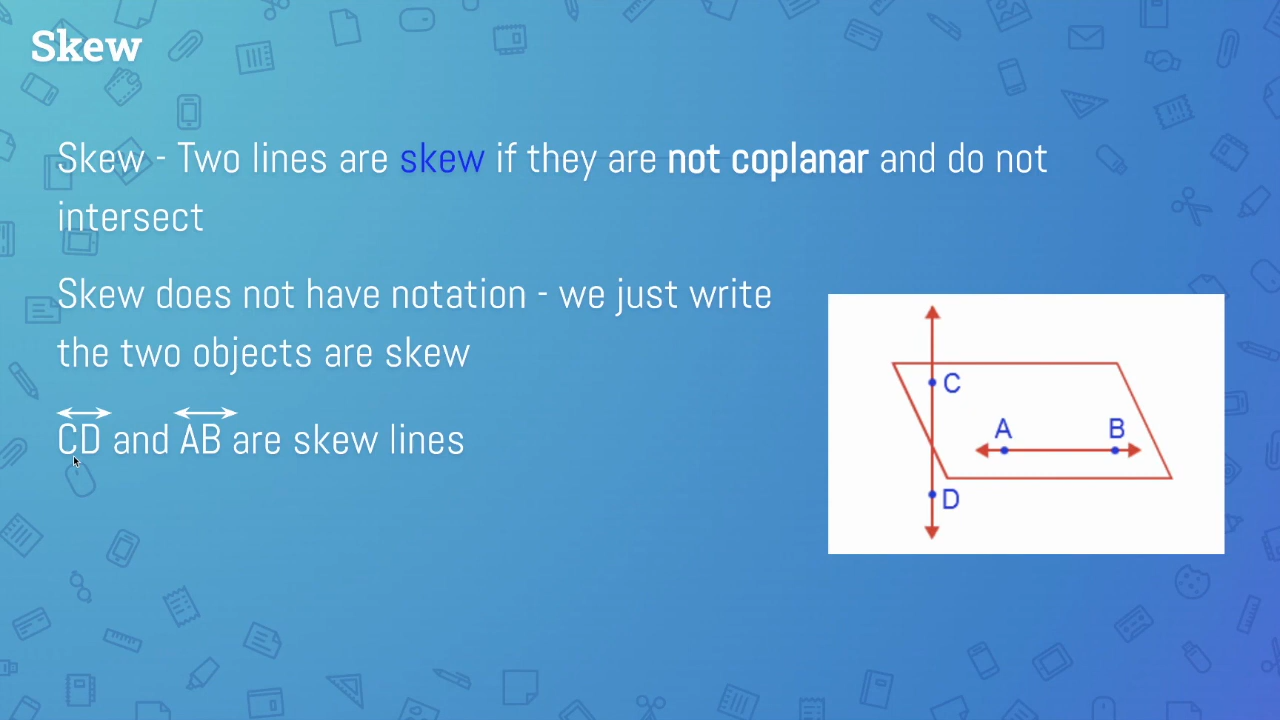 Skew
Skew - Two lines are skew if they are not coplanar and do not
intersect
Skew does not have notation - we just write
the two objects are skew
CD and AB are skew lines
C
A
B
D